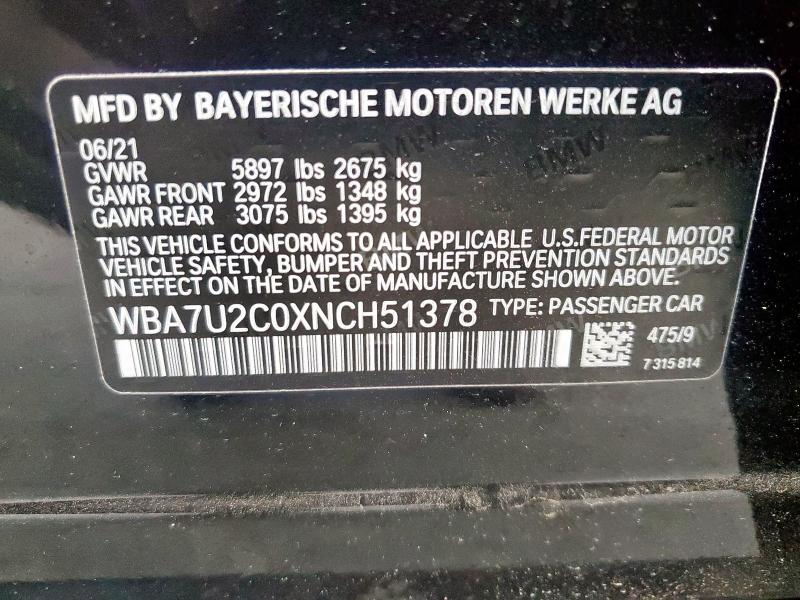 MFD BY BAYERISCHE MOTOREN WERKE AG
06/21
GVWR 5897 lbs 2675 kg
GAWR FRONT 2972 lbs 1348 kg
GAWR REAR 3075 lbs 1395 kg
THIS VEHICLE CONFORMS TO ALL APPLICABLE U.S.FEDERAL MOTOR
VEHICLE SAFETY, BUMPER AND THEFT PREVENTION STANDARDS
IN EFFECT ON THE DATE OF MANUFACTURE SHOWN ABOVE.
WBA7U2C0XNCH51378 TYPE: PASSENGER CAR
475/9
7 315 814